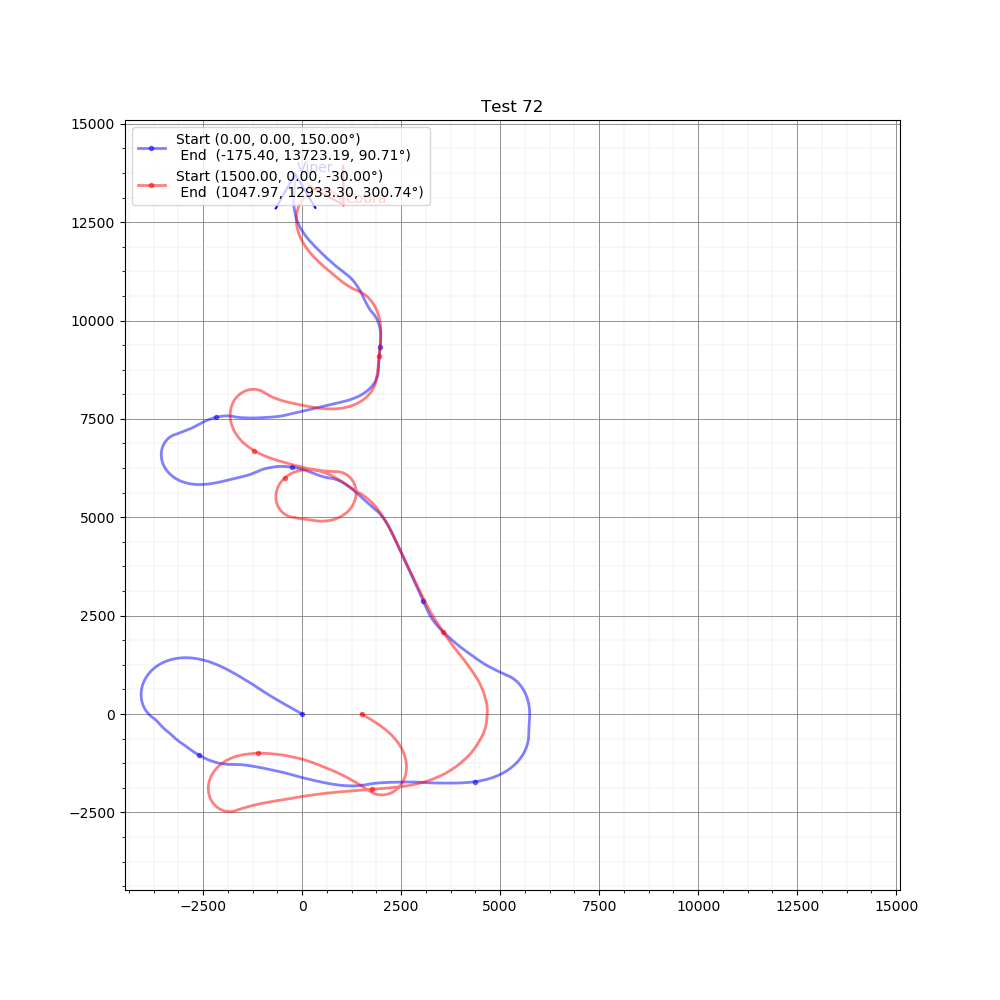 Test 72
15000
12500
10000
7500
5000
2500
0
−2500
Start (0.00, 0.00, 150.00°)
End  (-175.40, 13723.19, 90.71°)
Start (1500.00, 0.00, -30.00°)
End  (1047.97, 12933.30, 300.74°)
Viper
Cobra
−2500 0 2500 5000 7500 10000 12500 15000